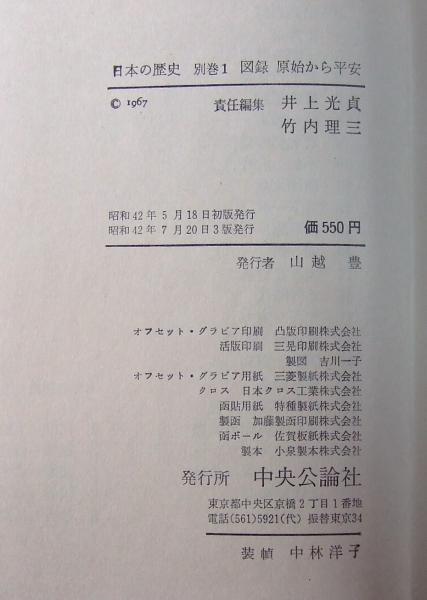 日本の歴史 別巻1 図録 原始から平安
© 1967 責任編集 井上光貞
竹内理三
昭和42年 5月18日初版発行
昭和42年 7月20日3版発行 価 550円
発行者 山越 豊
オフセット・グラビア印刷 凸版印刷株式会社
活版印刷 三晃印刷株式会社
製図 吉川一子
オフセット・グラビア用紙 三菱製紙株式会社
クロス 日本クロス工業株式会社
函貼用紙 特種製紙株式会社
製函 加藤製函印刷株式会社
函ボール 佐賀板紙株式会社
製本 小泉製本株式会社
発行所 中央公論社
東京都中央区京橋2丁目1番地
電話(561)5921(代) 振替東京34
装幀 中林洋子